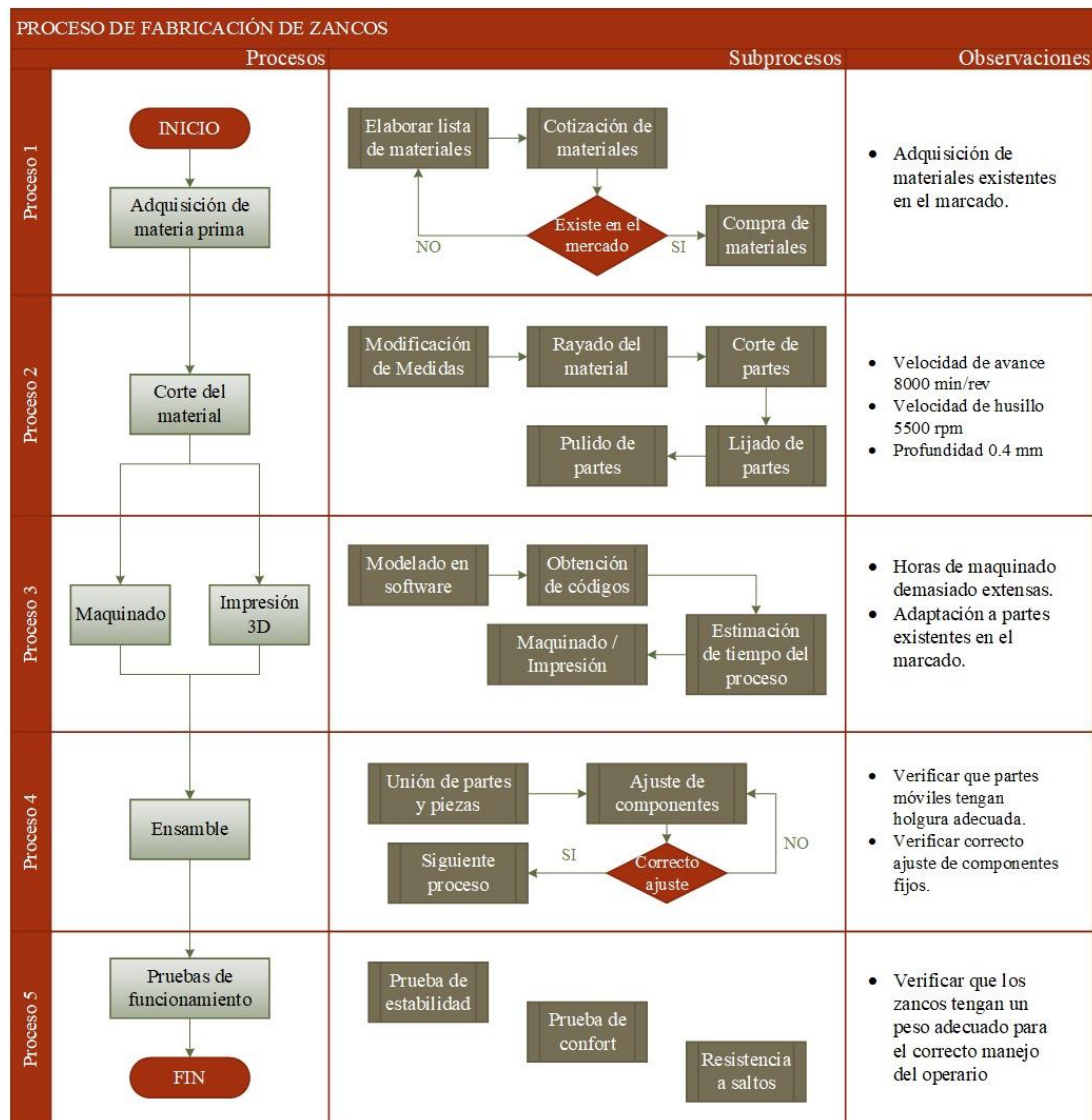 PROCESO DE FABRICACIÓN DE ZANCOS
Procesos
Subprocesos
Observaciones
Proceso 1
INICIO
Adquisición de
materia prima
Elaborar lista
de materiales
Cotización de
materiales
Existe en el
mercado
NO
SI
Compra de
materiales
• Adquisición de
materiales existentes
en el marcado.
Proceso 2
Corte del
material
Modificación
de Medidas
Rayado del
material
Corte de
partes
Lijado de
partes
Pulido de
partes
• Velocidad de avance
8000 min/rev
• Velocidad de husillo
5500 rpm
• Profundidad 0.4 mm
Proceso 3
Maquinado
Impresión
3D
Modelado en
software
Obtención
de códigos
Estimación
de tiempo del
proceso
Maquinado /
Impresión
• Horas de maquinado
demasiado extensas.
• Adaptación a partes
existentes en el
marcado.
Proceso 4
Ensamble
Unión de partes
y piezas
Ajuste de
componentes
Correcto
ajuste
SI
NO
Siguiente
proceso
• Verificar que partes
móviles tengan
holgura adecuada.
• Verificar correcto
ajuste de componentes
fijos.
Proceso 5
Pruebas de
funcionamiento
FIN
Prueba de
estabilidad
Prueba de
confort
Resistencia
a saltos
• Verificar que los
zancos tengan un
peso adecuado para
el correcto manejo
del operario